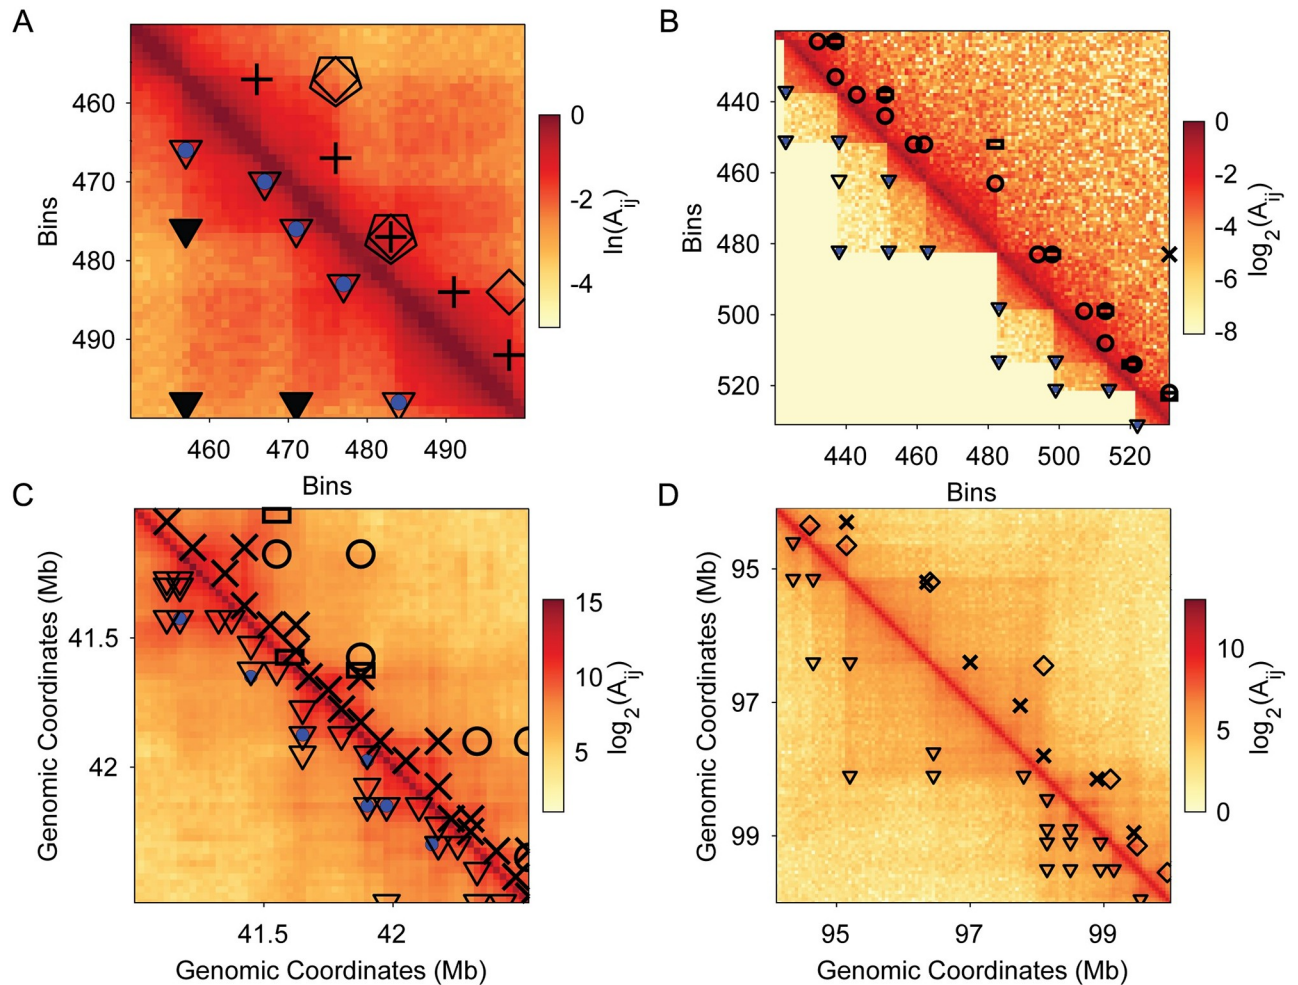 A
460
470
480
490
Bins
460 470 480 490
Bins
0
-2
-4
ln(Aij)
B
440
460
480
500
520
Bins
440 460 480 500 520
Bins
0
-2
-4
-6
-8
log2(Aij)
C
41.5
42
Genomic Coordinates (Mb)
41.5 42
Genomic Coordinates (Mb)
15
10
5
log2(Aij)
D
95
97
99
Genomic Coordinates (Mb)
95 97 99
Genomic Coordinates (Mb)
10
5
0
log2(Aij)